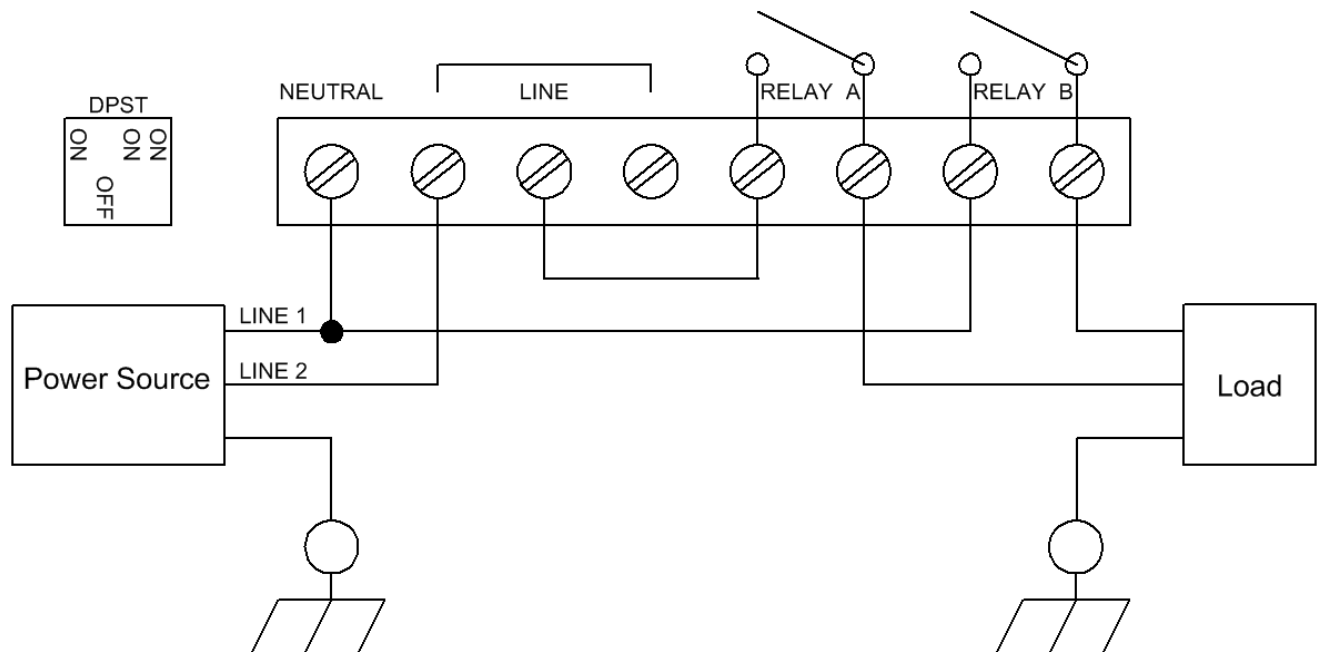 NEUTRAL
LINE
RELAY A
RELAY B
DPST
ON
OFF
ON
ON
LINE 1
LINE 2
Power Source
Load